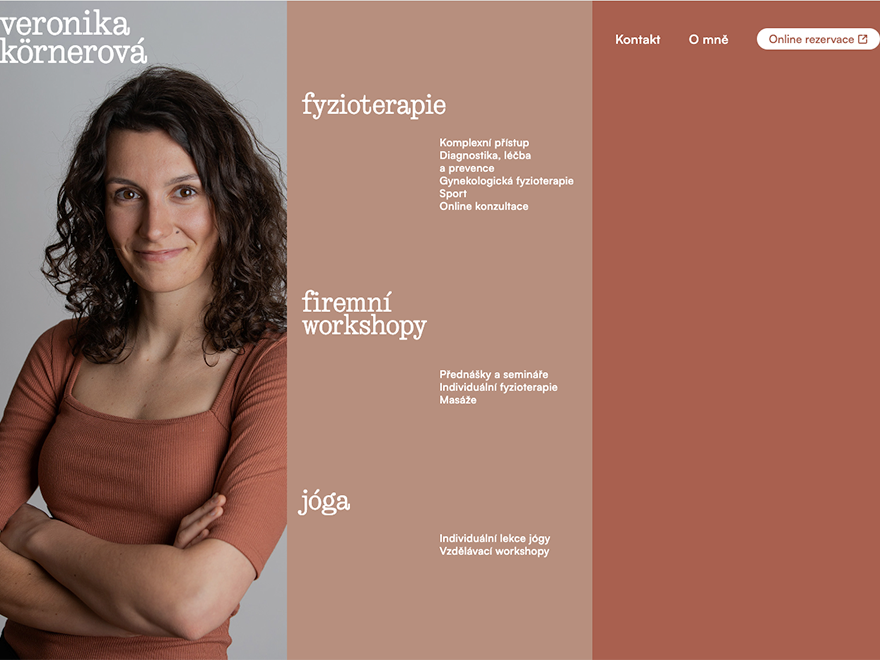 veronika
körnerová
Kontakt
O mně
Online rezervace
fyzioterapie
Komplexní přístup
Diagnostika, léčba
a prevence
Gynekologická fyzioterapie
Sport
Online konzultace
firemní
workshopy
Přednášky a semináře
Individuální fyzioterapie
Masáže
jóga
Individuální lekce jógy
Vzdělávací workshopy